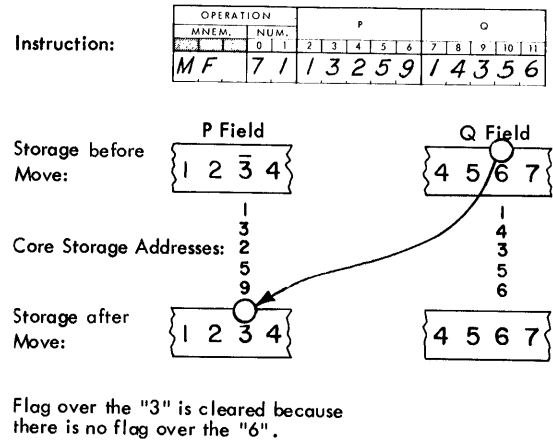 OPERATION P Q
MNEM. NUM.
0 1 2 3 4 5 6 7 8 9 10 11
Instruction: M F 7 1 1 3 2 5 9 1 4 3 5 6
P Field Q Field
Storage before
Move:
1 2 3̅ 4 4 5 6 7
Core Storage Addresses:
1 3 2 5 9
1 4 3 5 6
Storage after
Move:
1 2 3 4 4 5 6 7
Flag over the "3" is cleared because
there is no flag over the "6".